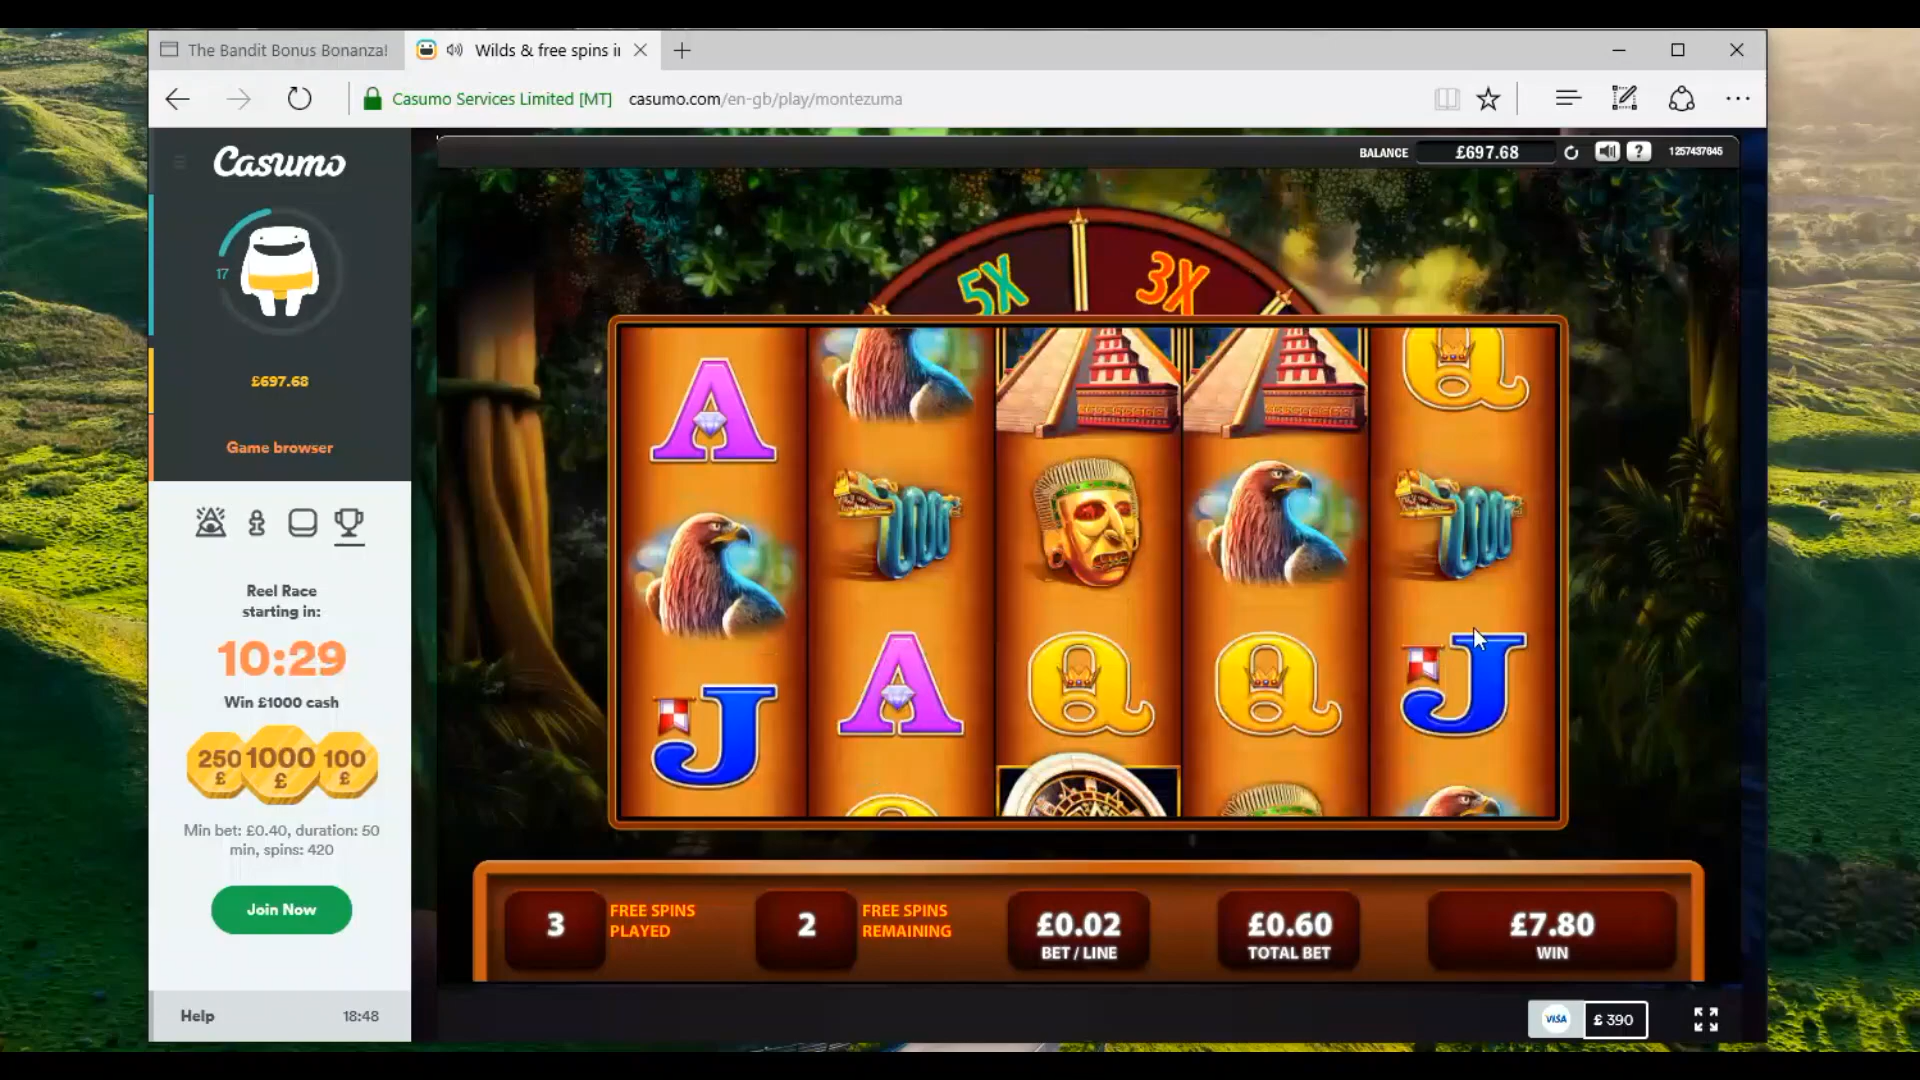 The Bandit Bonus Bonanza!
Wilds & free spins i
Casumo Services Limited [MT] casumo.com/en-gb/play/montezuma
Casumo
17
£697.68
Game browser
Reel Race
starting in:
10:29
Win £1000 cash
250 £ 1000 £ 100 £
Min bet: £0.40, duration: 50
min, spins: 420
Join Now
Help 18:48
BALANCE £697.68 ? 1257437645
5X 3X
A Q
J A Q Q J
3 FREE SPINS PLAYED
2 FREE SPINS REMAINING
£0.02 BET / LINE
£0.60 TOTAL BET
£7.80 WIN
VISA £ 390